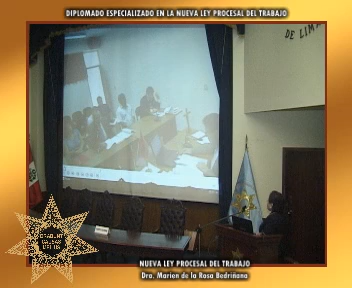 DIPLOMADO ESPECIALIZADO EN LA NUEVA LEY PROCESAL DEL TRABAJO
DE LIMA
NUEVA LEY PROCESAL DEL TRABAJO
Dra. Marien de la Rosa Bedriñana